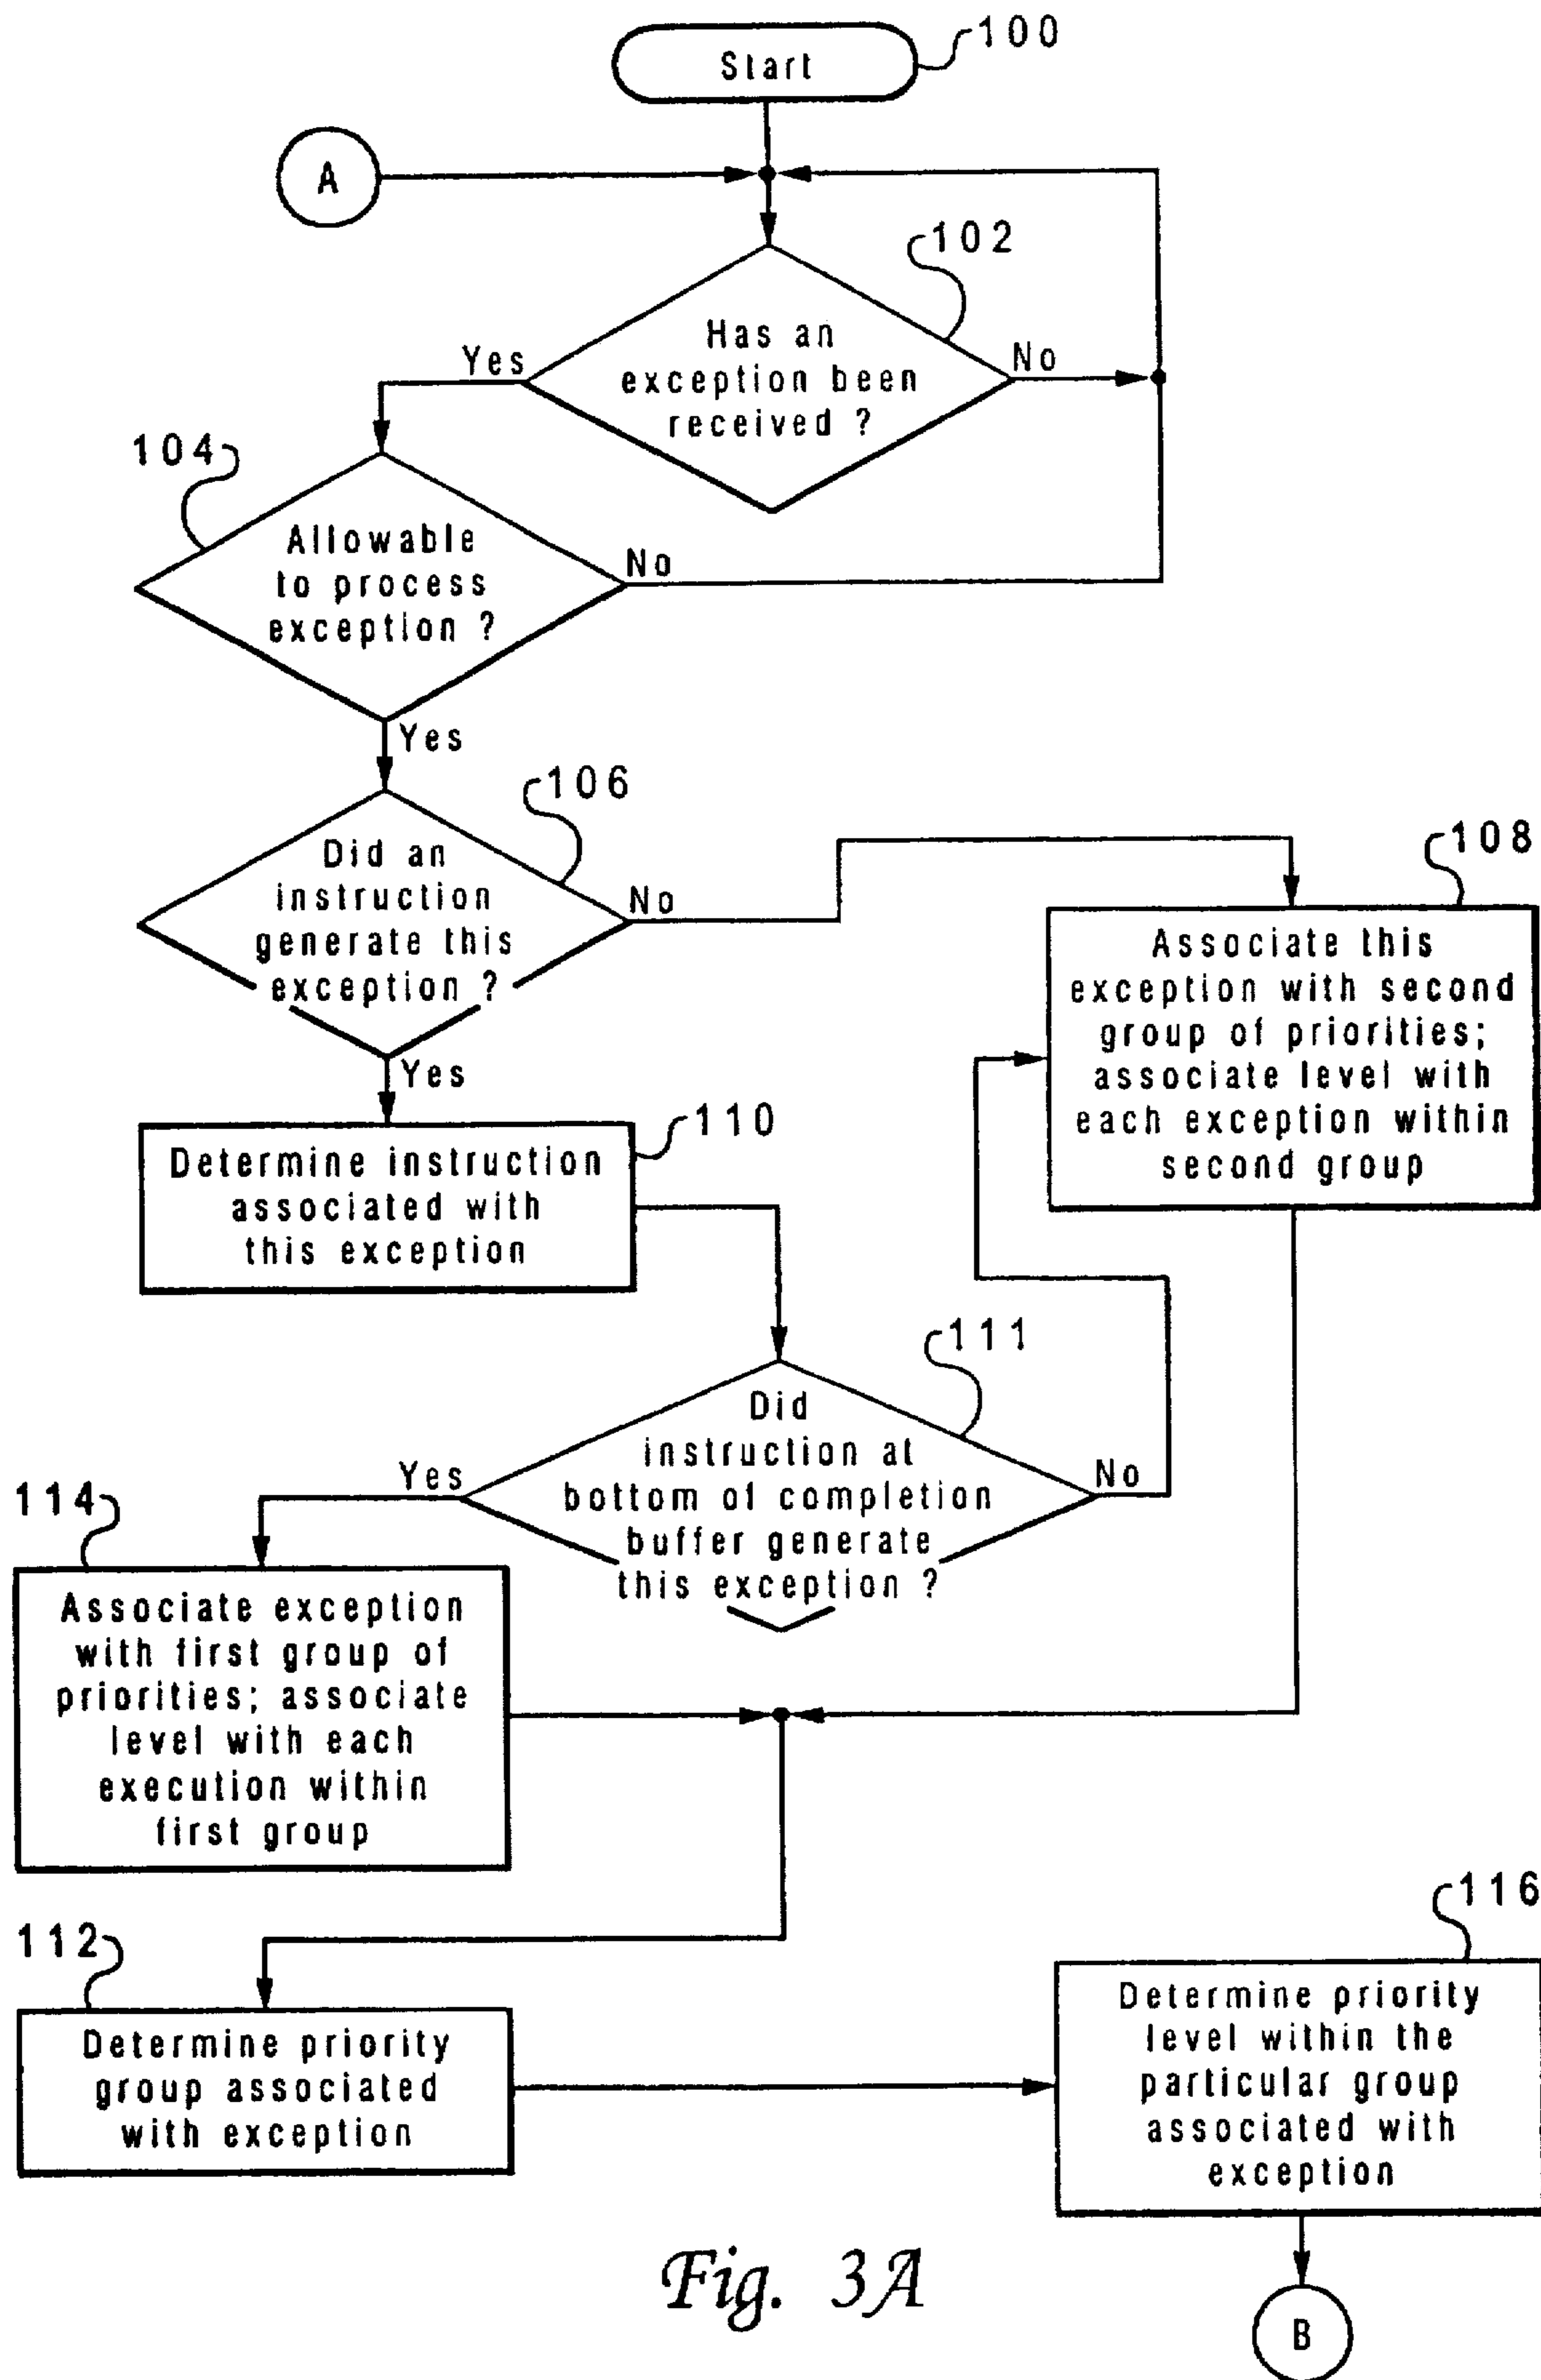 Start
100
A
102
Has an
exception been
received ?
Yes
No
104
Allowable
to process
exception ?
No
Yes
106
Did an
instruction
generate this
exception ?
No
Yes
108
Associate this
exception with second
group of priorities;
associate level with
each exception within
second group
110
Determine instruction
associated with
this exception
111
Did
instruction at
bottom of completion
buffer generate
this exception ?
Yes
No
114
Associate exception
with first group of
priorities; associate
level with each
execution within
first group
112
Determine priority
group associated
with exception
116
Determine priority
level within the
particular group
associated with
exception
B
Fig. 3A